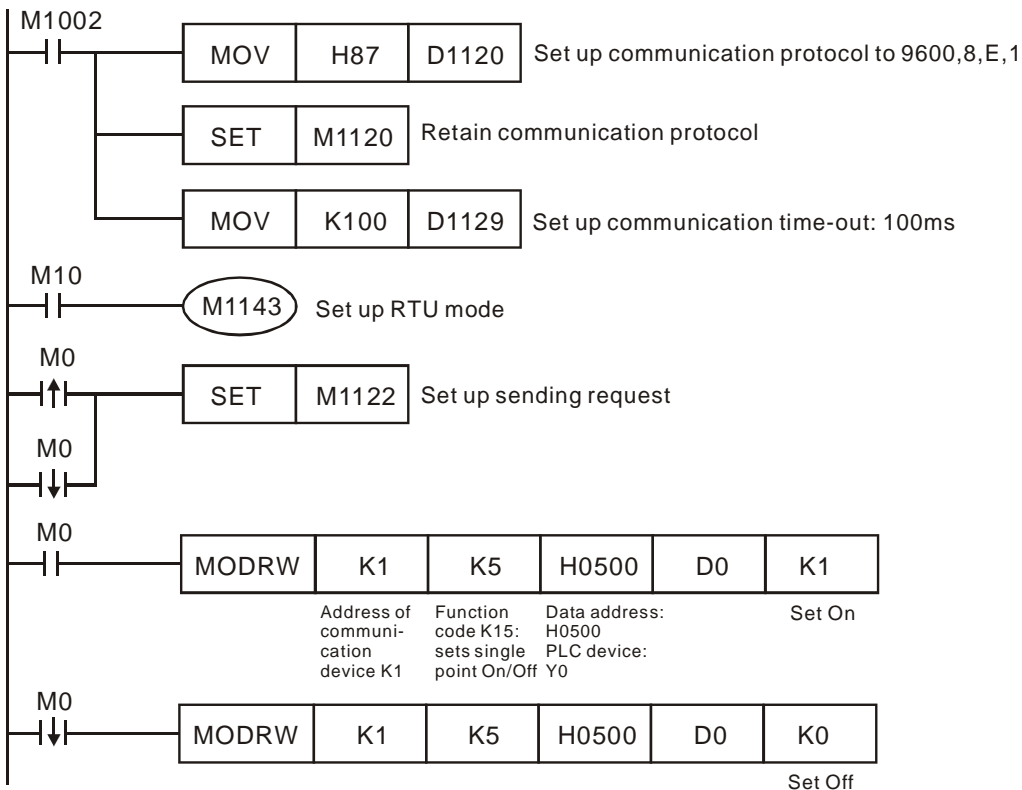 M1002
MOV H87 D1120 Set up communication protocol to 9600,8,E,1
SET M1120 Retain communication protocol
MOV K100 D1129 Set up communication time-out: 100ms
M10
M1143 Set up RTU mode
M0
SET M1122 Set up sending request
M0
M0
MODRW K1 K5 H0500 D0 K1
Address of
communi-
cation
device K1
Function
code K15:
sets single
point On/Off
Data address:
H0500
PLC device:
Y0
Set On
M0
MODRW K1 K5 H0500 D0 K0
Set Off